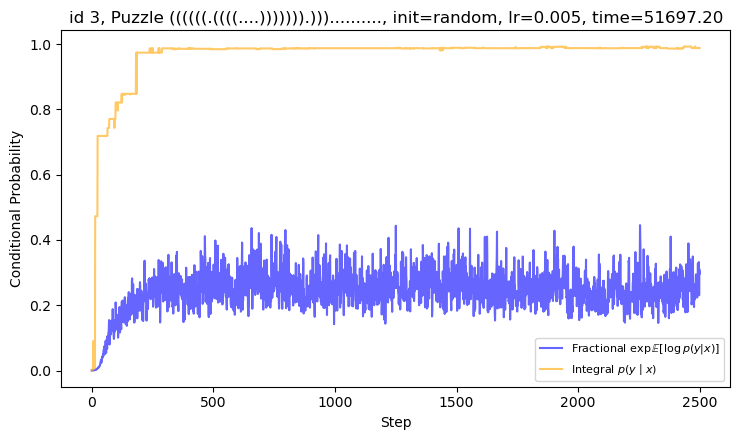 id 3, Puzzle ((((((.((((....))))))).))).........., init=random, lr=0.005, time=51697.20
1.0
0.8
0.6
0.4
0.2
0.0
Conditional Probability
0
500
1000
1500
2000
2500
Step
Fractional exp 𝔼[log p(y|x)]
Integral p(y | x)